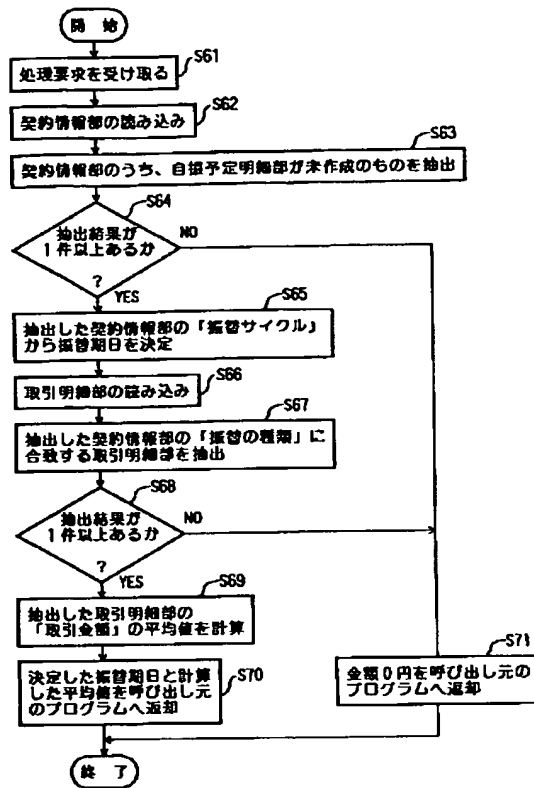 開 始
S61
処理要求を受け取る
S62
契約情報部の読み込み
S63
契約情報部のうち、自振予定明細部が未作成のものを抽出
S64
抽出結果が
1件以上あるか
?
NO
YES
S65
抽出した契約情報部の「振替サイクル」
から振替期日を決定
S66
取引明細部の読み込み
S67
抽出した契約情報部の「振替の種類」に
合致する取引明細部を抽出
S68
抽出結果が
1件以上あるか
?
NO
YES
S69
抽出した取引明細部の
「取引金額」の平均値を計算
S70
決定した振替期日と計算
した平均値を呼び出し元
のプログラムへ返却
S71
金額0円を呼び出し元の
プログラムへ返却
終 了